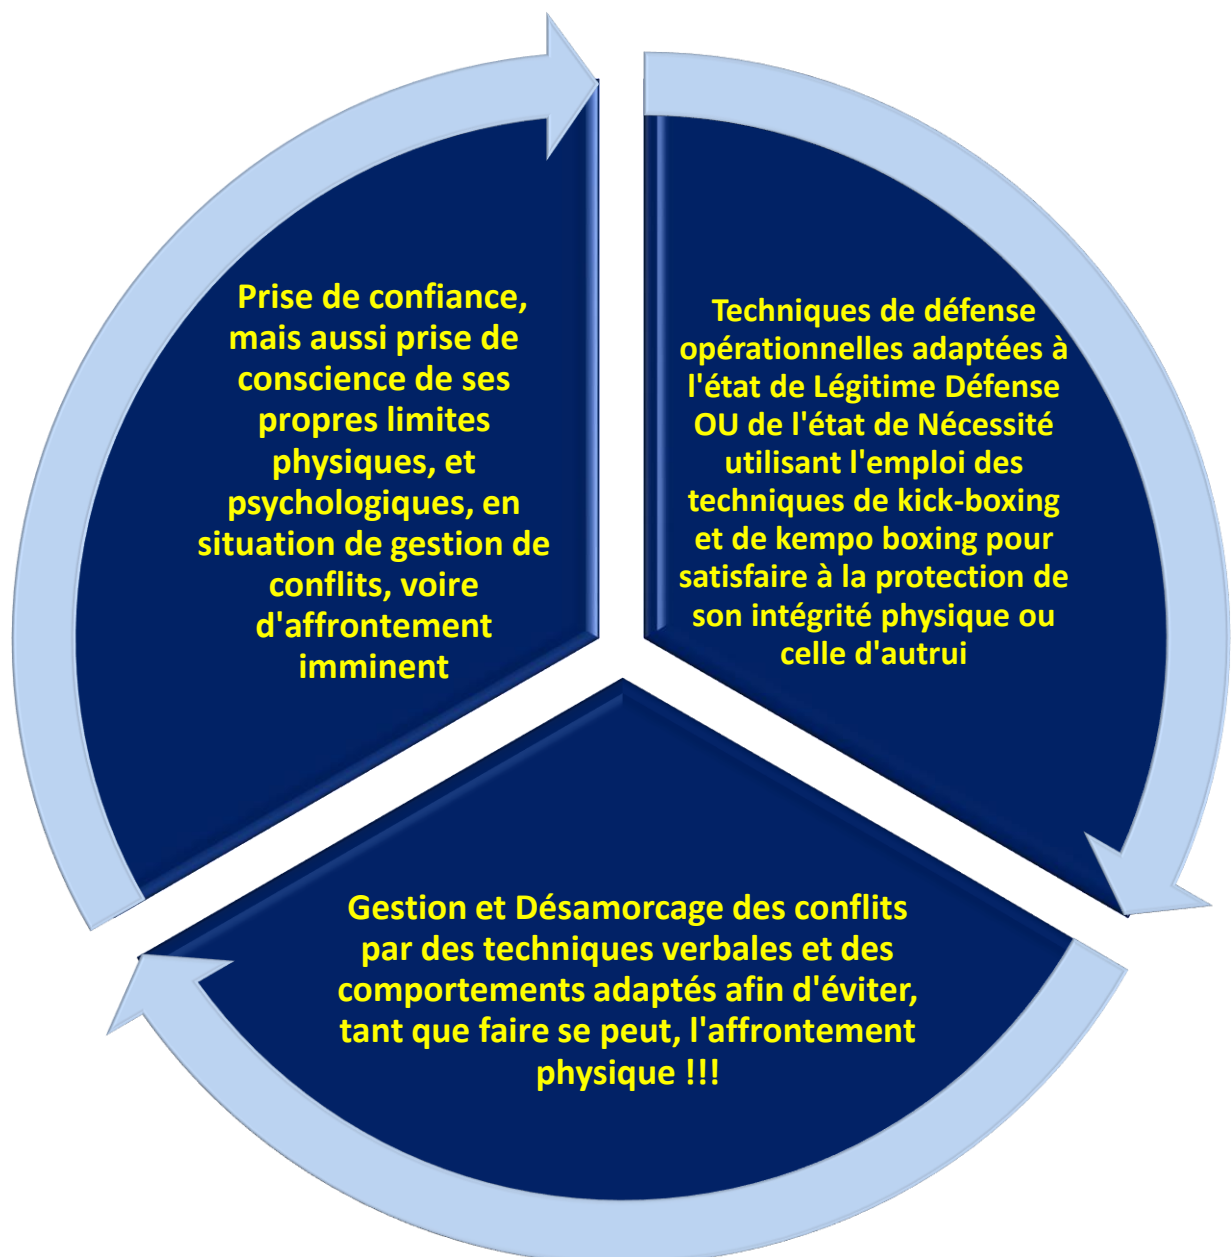 Prise de confiance,
mais aussi prise de
conscience de ses
propres limites
physiques, et
psychologiques, en
situation de gestion de
conflits, voire
d'affrontement
imminent
Techniques de défense
opérationnelles adaptées à
l'état de Légitime Défense
OU de l'état de Nécessité
utilisant l'emploi des
techniques de kick-boxing
et de kempo boxing pour
satisfaire à la protection de
son intégrité physique ou
celle d'autrui
Gestion et Désamorcage des conflits
par des techniques verbales et des
comportements adaptés afin d'éviter,
tant que faire se peut, l'affrontement
physique !!!